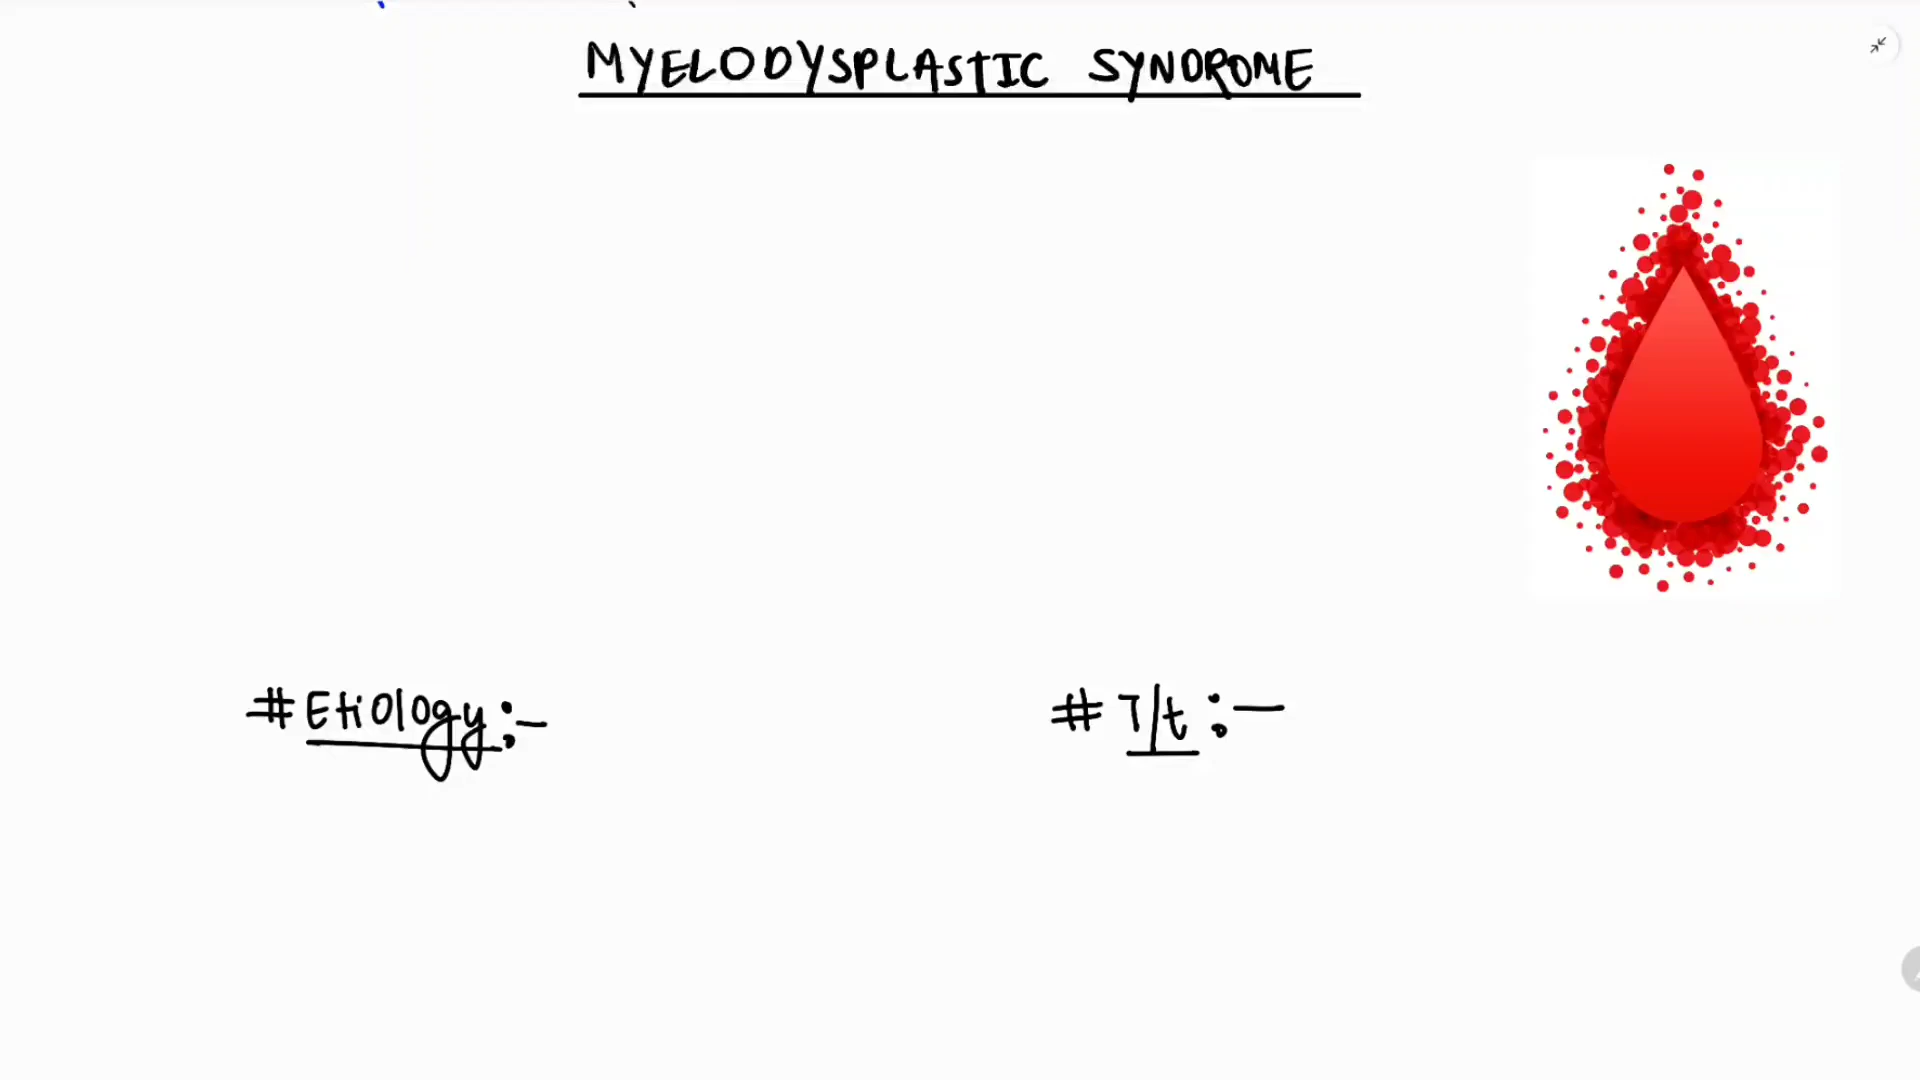 MYELODYSPLASTIC SYNDROME
# Etiology :-
# T/t :-